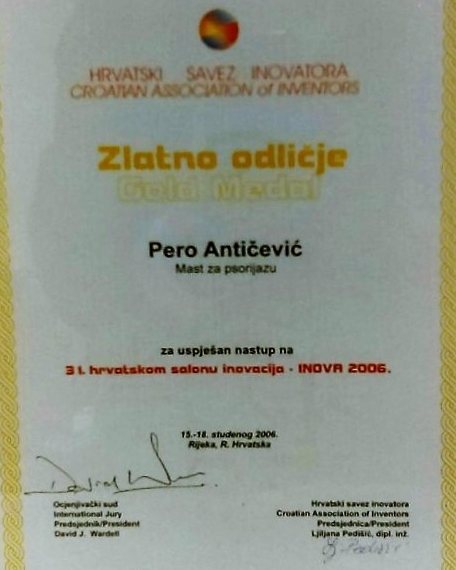 HRVATSKI SAVEZ INOVATORA
CROATIAN ASSOCIATION of INVENTORS
Zlatno odličje
Gold Medal
Pero Antičević
Mast za psorijazu
za uspješan nastup na
31. hrvatskom salonu inovacija - INOVA 2006.
15.-18. studenog 2006.
Rijeka, R. Hrvatska
Ocjenjivački sud
International Jury
Predsjednik/President
David J. Wardell
Hrvatski savez inovatora
Croatian Association of Inventors
Predsjednica/President
Ljiljana Pedišić, dipl. inž.